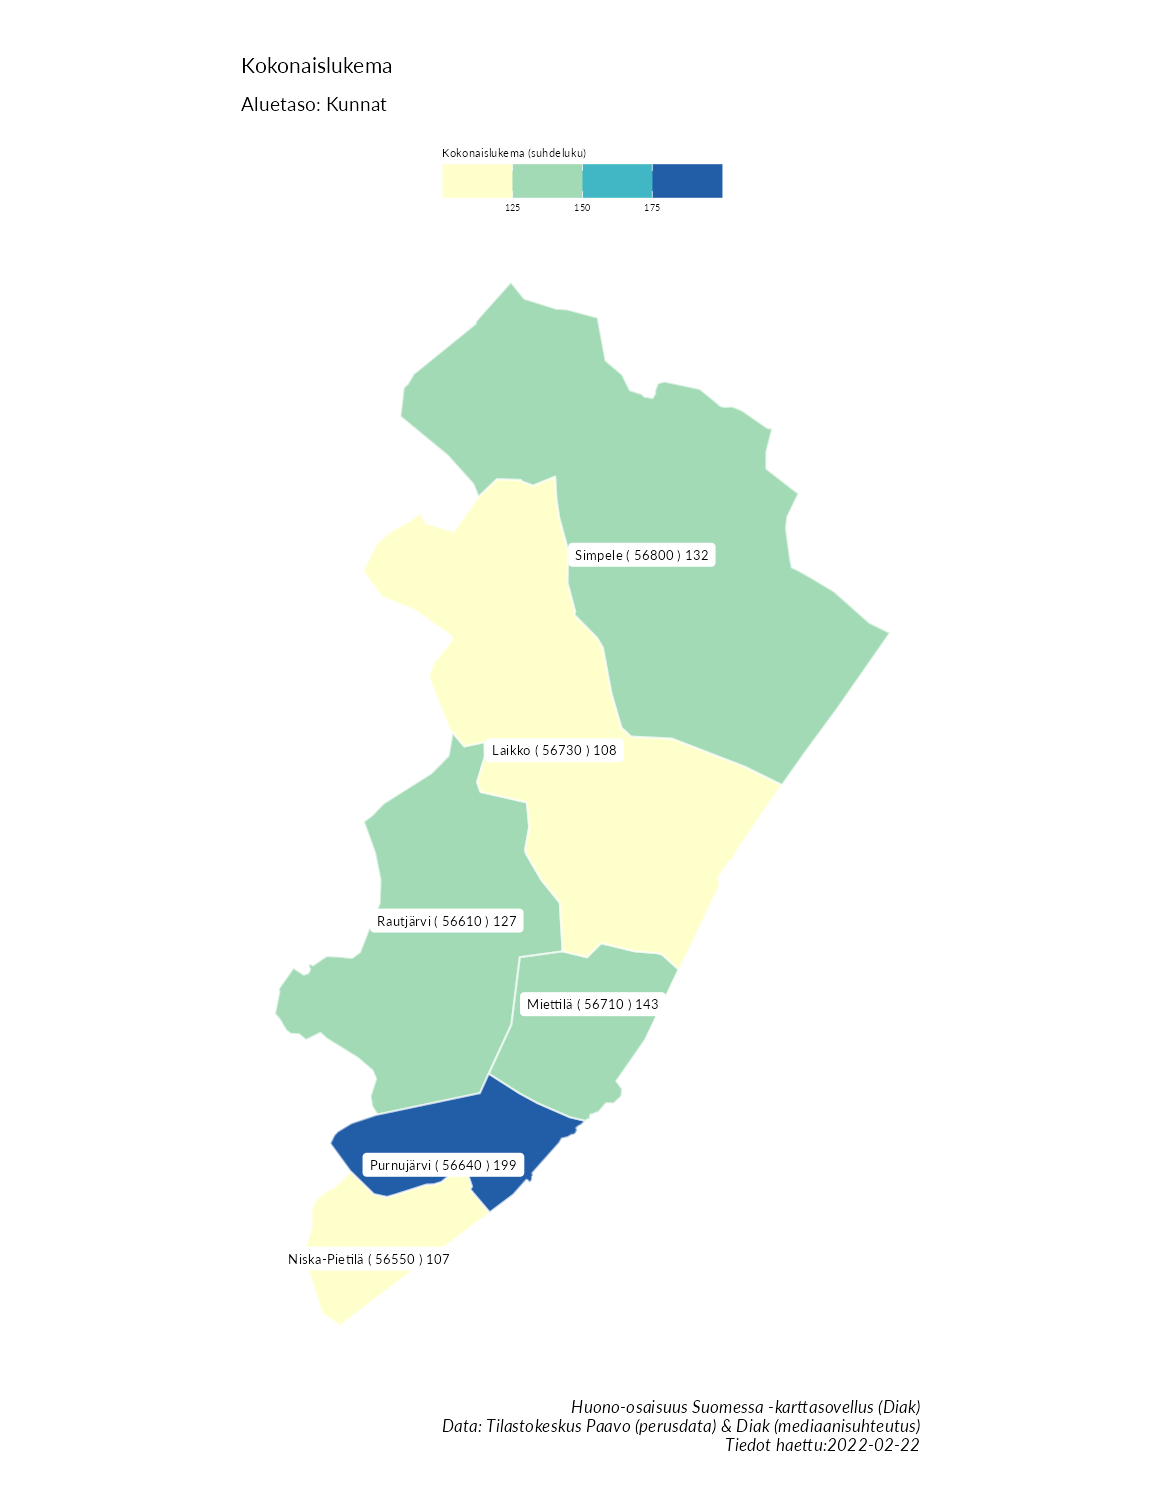 Kokonaislukema
Aluetaso: Kunnat
Kokonaislukema (suhdeluku)
125 150 175
Simpele ( 56800 ) 132
Laikko ( 56730 ) 108
Rautjärvi ( 56610 ) 127
Miettilä ( 56710 ) 143
Purnujärvi ( 56640 ) 199
Niska-Pietilä ( 56550 ) 107
Huono-osaisuus Suomessa -karttasovellus (Diak)
Data: Tilastokeskus Paavo (perusdata) & Diak (mediaanisuhteutus)
Tiedot haettu:2022-02-22